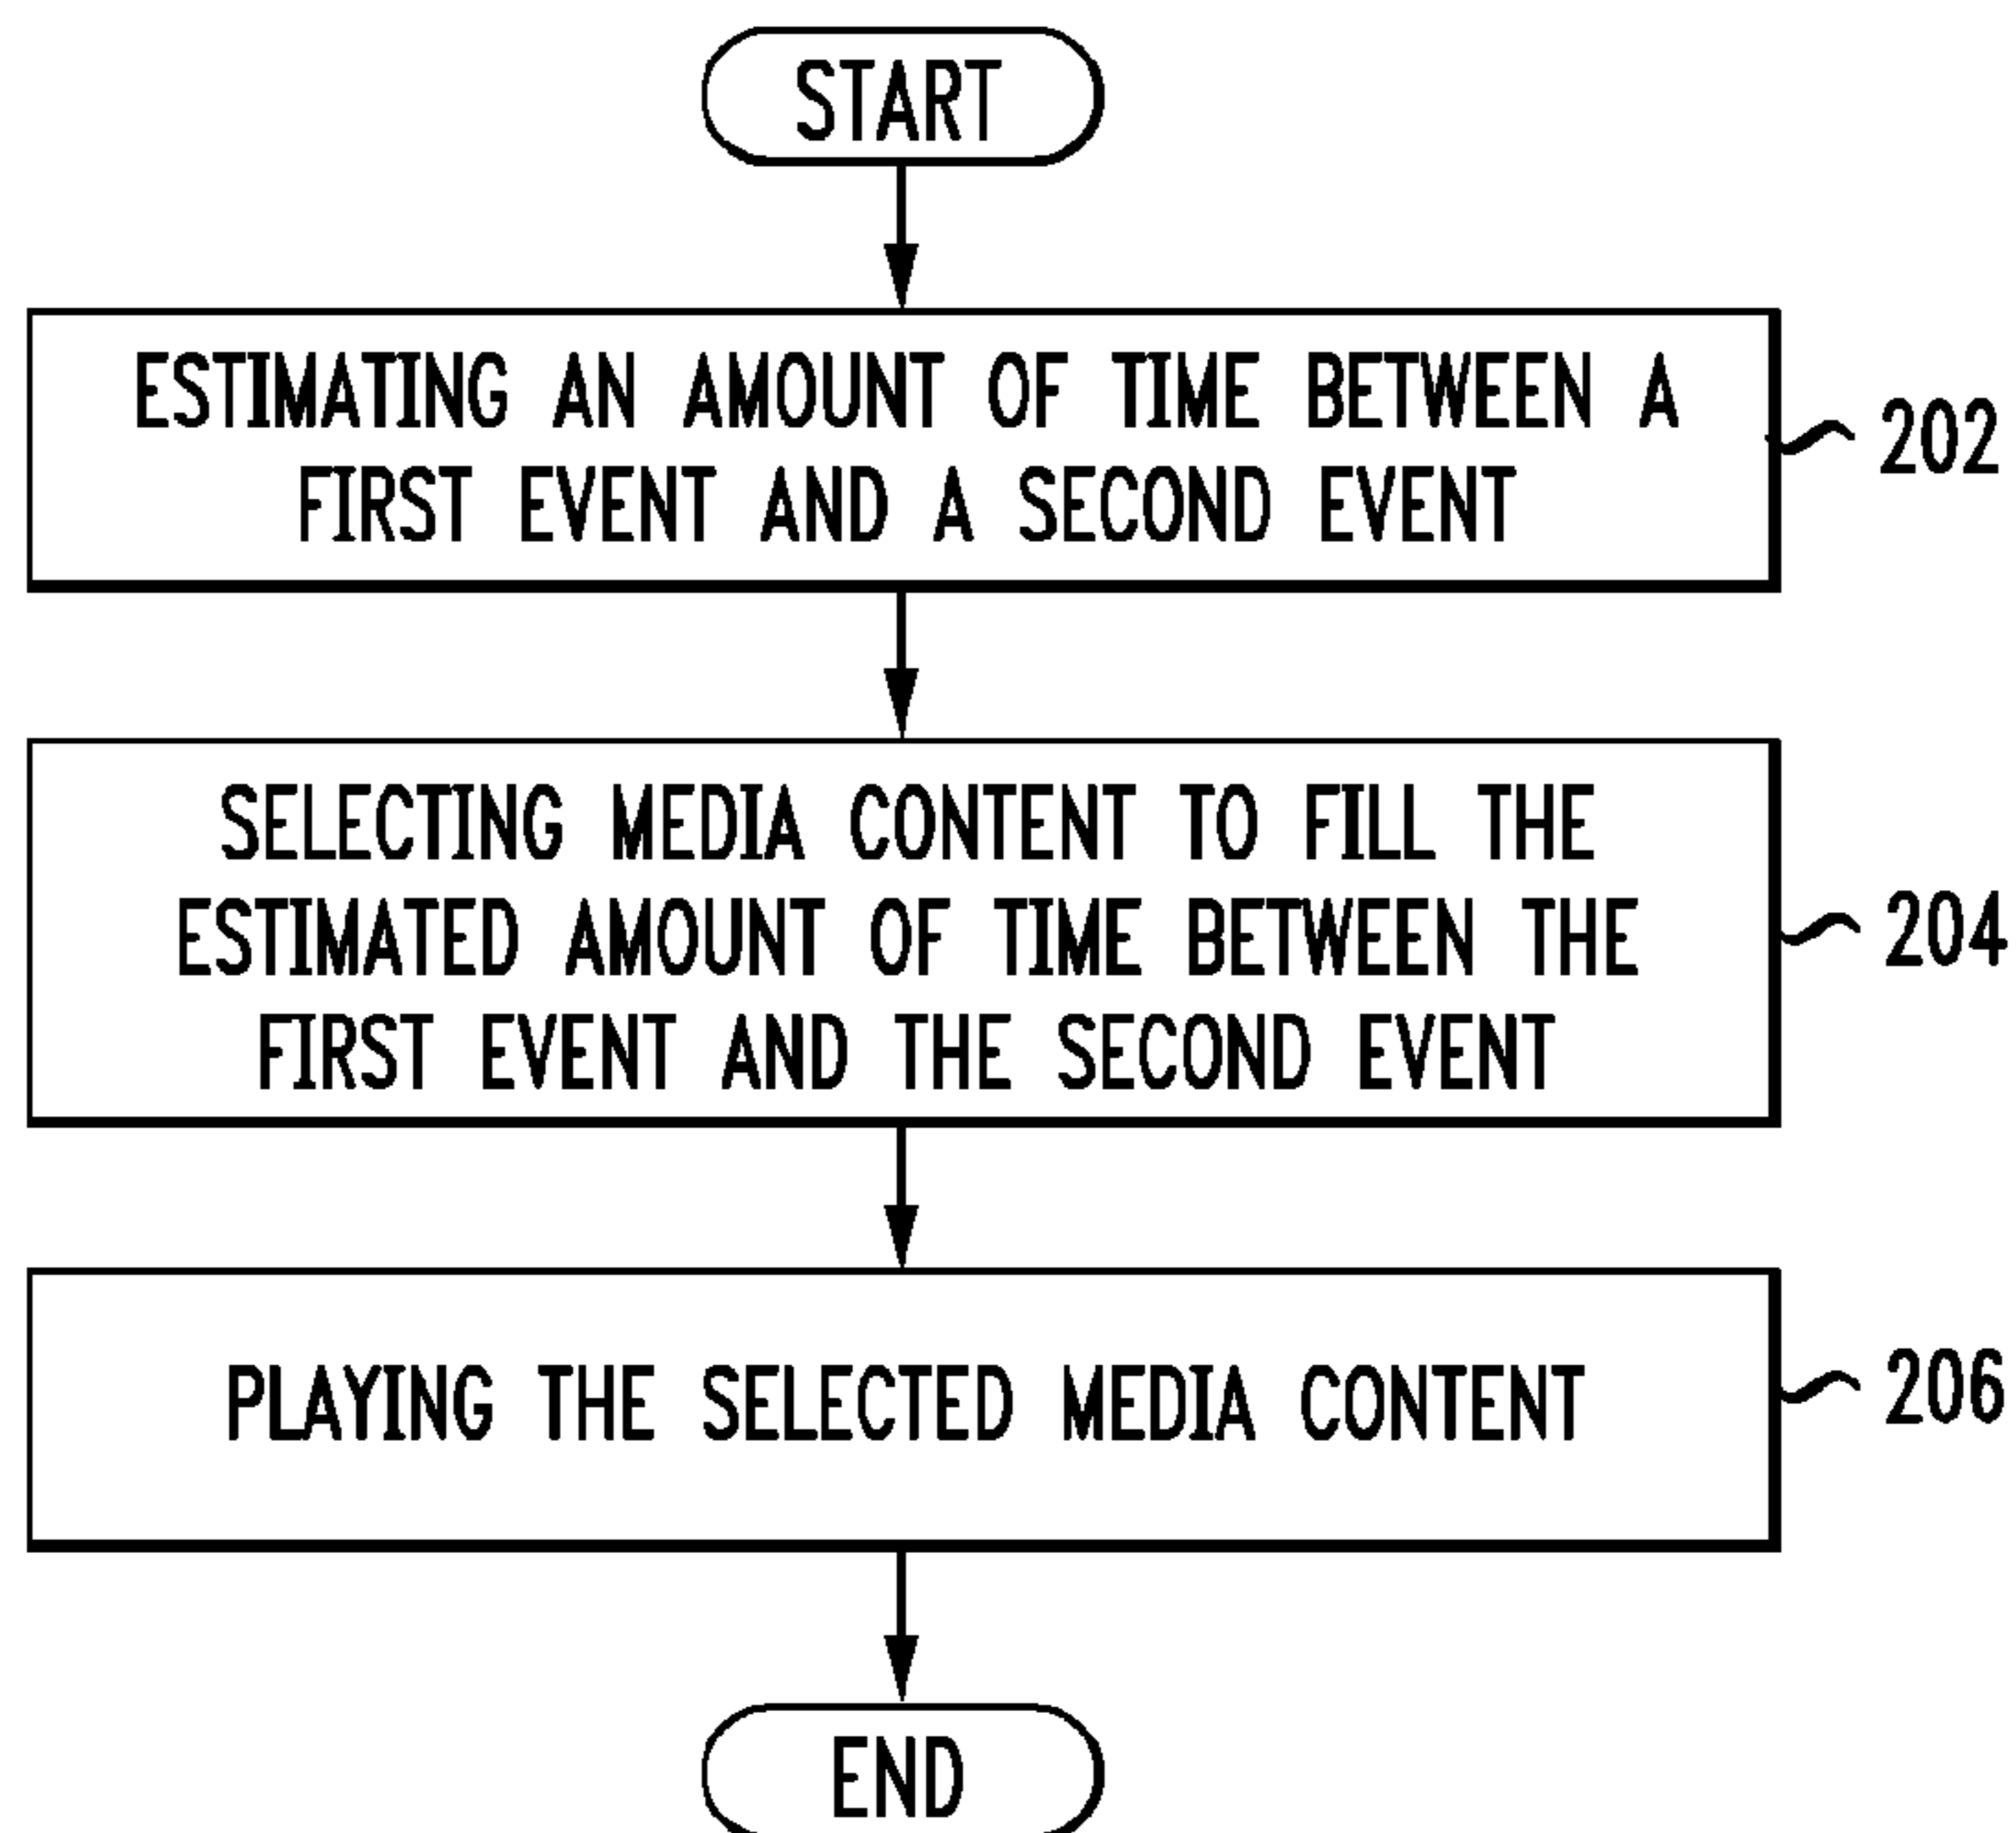 START
ESTIMATING AN AMOUNT OF TIME BETWEEN A
FIRST EVENT AND A SECOND EVENT
202
SELECTING MEDIA CONTENT TO FILL THE
ESTIMATED AMOUNT OF TIME BETWEEN THE
FIRST EVENT AND THE SECOND EVENT
204
PLAYING THE SELECTED MEDIA CONTENT
206
END